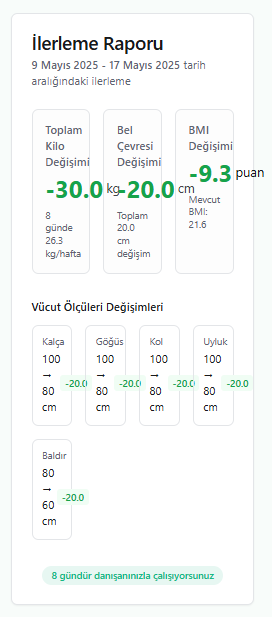 İlerleme Raporu
9 Mayıs 2025 - 17 Mayıs 2025 tarih
aralığındaki ilerleme
Toplam
Kilo
Değişimi
-30.0 kg
8
günde
26.3
kg/hafta
Bel
Çevresi
Değişimi
-20.0 cm
Toplam
20.0
cm
değişim
BMI
Değişimi
-9.3 puan
Mevcut
BMI:
21.6
Vücut Ölçüleri Değişimleri
Kalça
100
→
80
cm
-20.0
Göğüs
100
→
80
cm
-20.0
Kol
100
→
80
cm
-20.0
Uyluk
100
→
80
cm
-20.0
Baldır
80
→
60
cm
-20.0
8 gündür danışanınızla çalışıyorsunuz